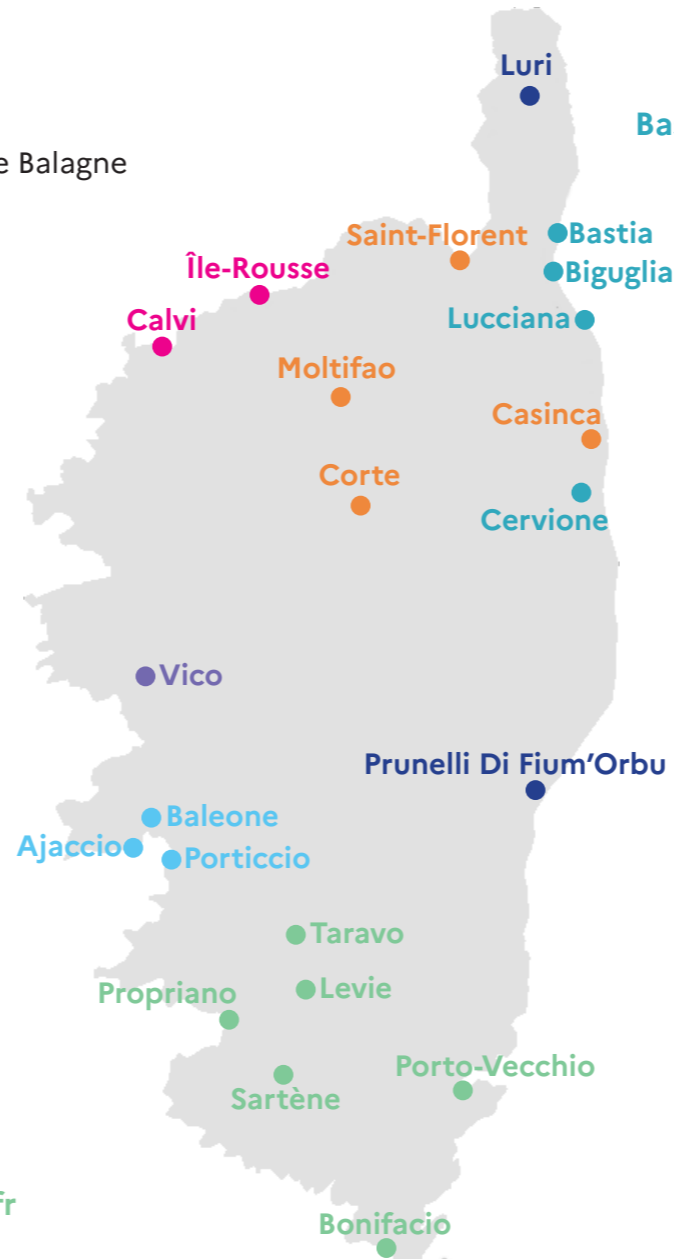 Luri
Ba
e Balagne
Saint-Florent
Bastia
Île-Rousse
Biguglia
Calvi
Lucciana
Moltifao
Casinca
Corte
Cervione
Vico
Prunelli Di Fium'Orbu
Baleone
Ajaccio
Porticcio
Taravo
Levie
Propriano
Porto-Vecchio
Sartène
fr
Bonifacio